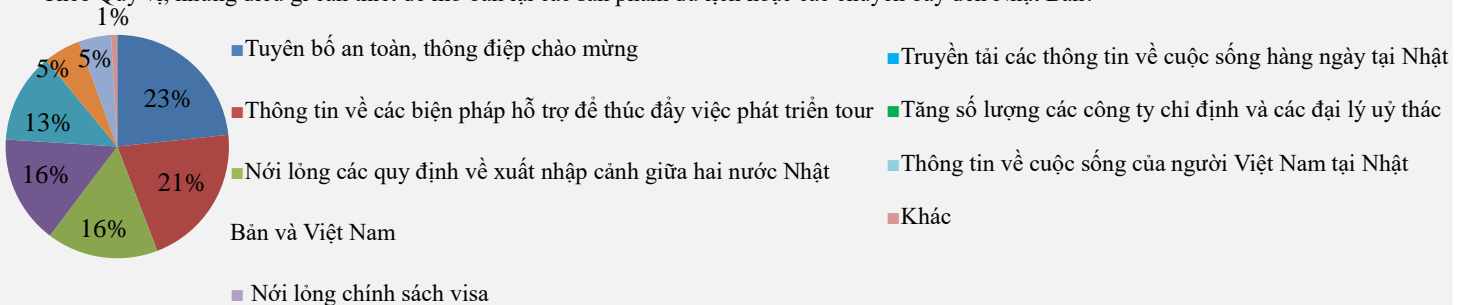 1%
5%
5%
23%
13%
16%
21%
16%
Tuyên bố an toàn, thông điệp chào mừng
Thông tin về các biện pháp hỗ trợ để thúc đẩy việc phát triển tour
Nới lỏng các quy định về xuất nhập cảnh giữa hai nước Nhật
Bản và Việt Nam
Nới lỏng chính sách visa
Truyền tải các thông tin về cuộc sống hàng ngày tại Nhật
Tăng số lượng các công ty chỉ định và các đại lý uỷ thác
Thông tin về cuộc sống của người Việt Nam tại Nhật
Khác